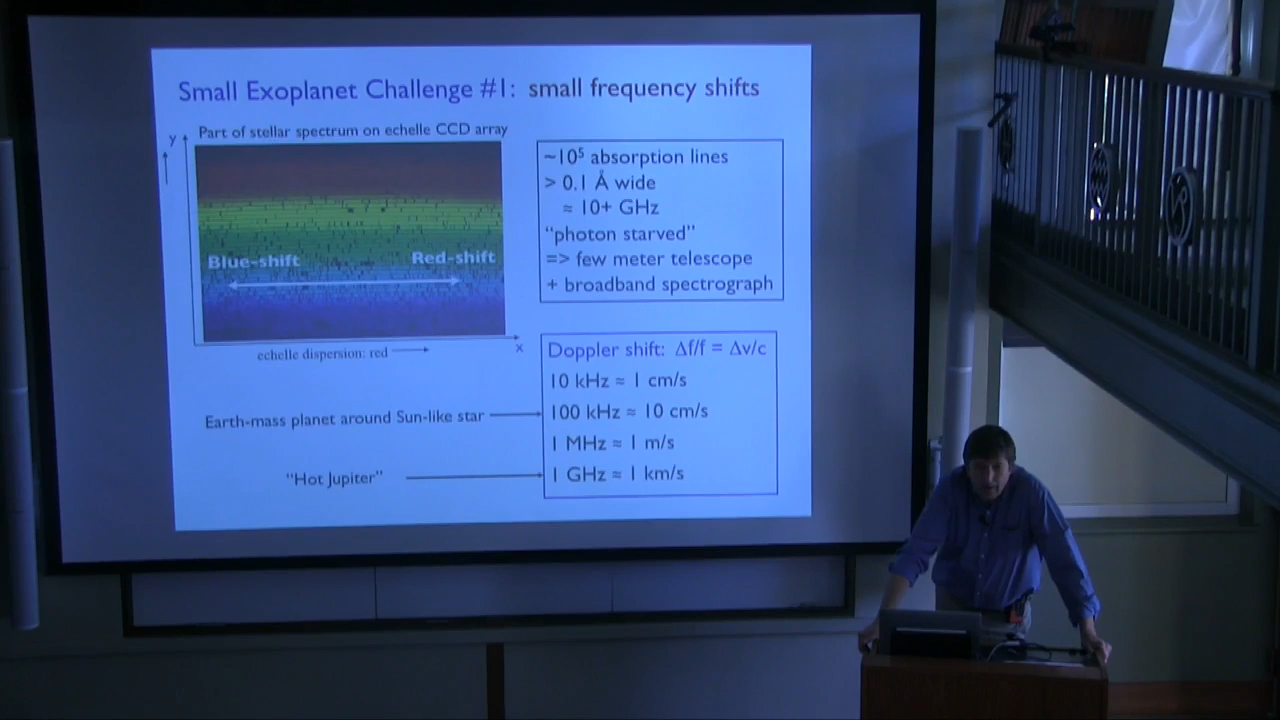 Small Exoplanet Challenge #1: small frequency shifts
Part of stellar spectrum on echelle CCD array
y
Blue-shift
Red-shift
x
echelle dispersion: red
~10⁵ absorption lines
> 0.1 Å wide
≈ 10+ GHz
“photon starved”
=> few meter telescope
+ broadband spectrograph
Doppler shift: Δf/f = Δv/c
10 kHz ≈ 1 cm/s
Earth-mass planet around Sun-like star
100 kHz ≈ 10 cm/s
1 MHz ≈ 1 m/s
“Hot Jupiter”
1 GHz ≈ 1 km/s